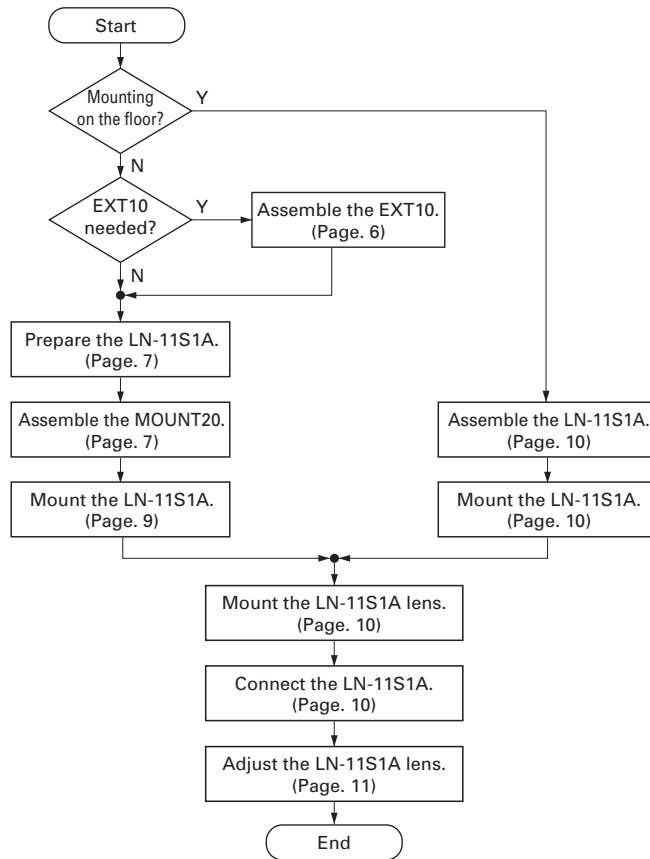 Start
Mounting
on the floor?
Y
N
EXT10
needed?
Y
Assemble the EXT10.
(Page. 6)
N
Prepare the LN-11S1A.
(Page. 7)
Assemble the MOUNT20.
(Page. 7)
Mount the LN-11S1A.
(Page. 9)
Assemble the LN-11S1A.
(Page. 10)
Mount the LN-11S1A.
(Page. 10)
Mount the LN-11S1A lens.
(Page. 10)
Connect the LN-11S1A.
(Page. 10)
Adjust the LN-11S1A lens.
(Page. 11)
End